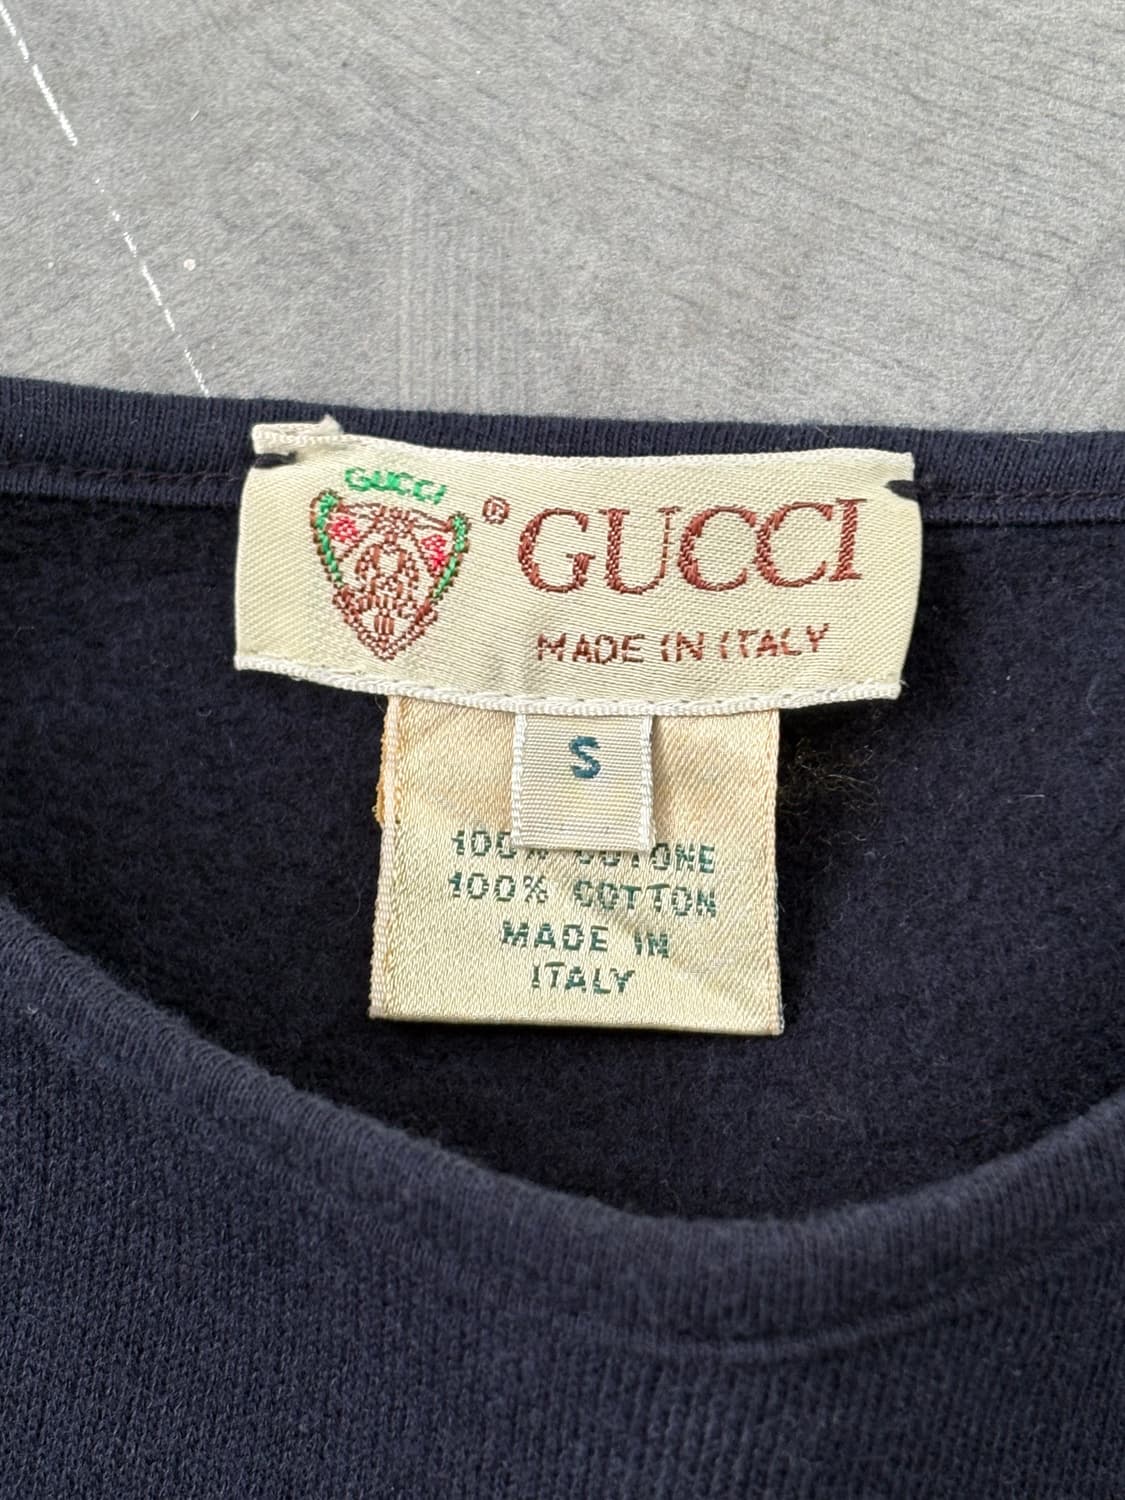 GUCCI
® GUCCI
MADE IN ITALY
S
100% COTONE
100% COTTON
MADE IN
ITALY